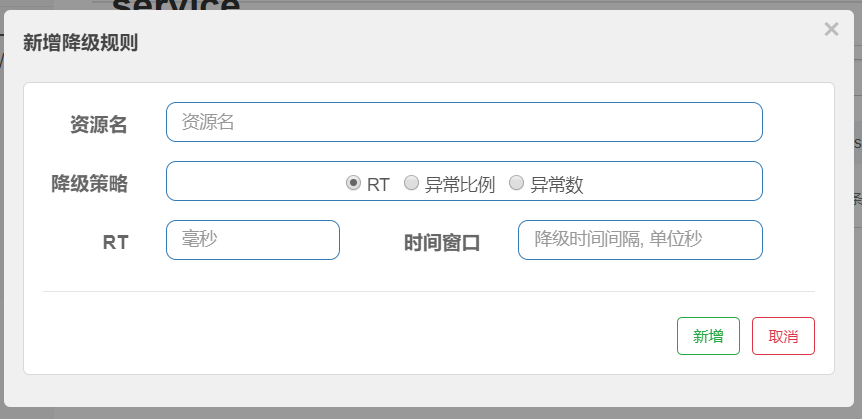 service
新增降级规则
×
资源名 资源名
降级策略 RT 异常比例 异常数
RT 毫秒 时间窗口 降级时间间隔, 单位秒
新增 取消